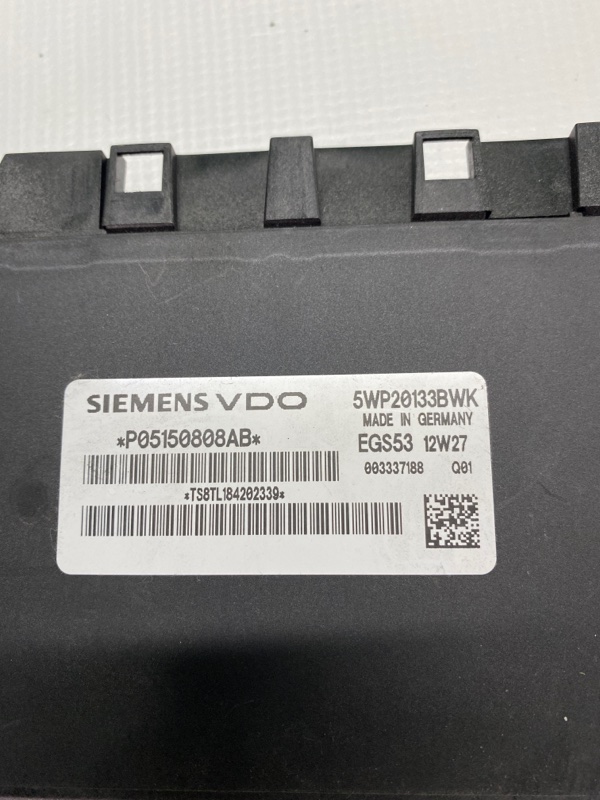 SIEMENS VDO 5WP20133BWK
MADE IN GERMANY
*P05150808AB* EGS53 12W27
003337188 Q01
*TS8TL184202339*